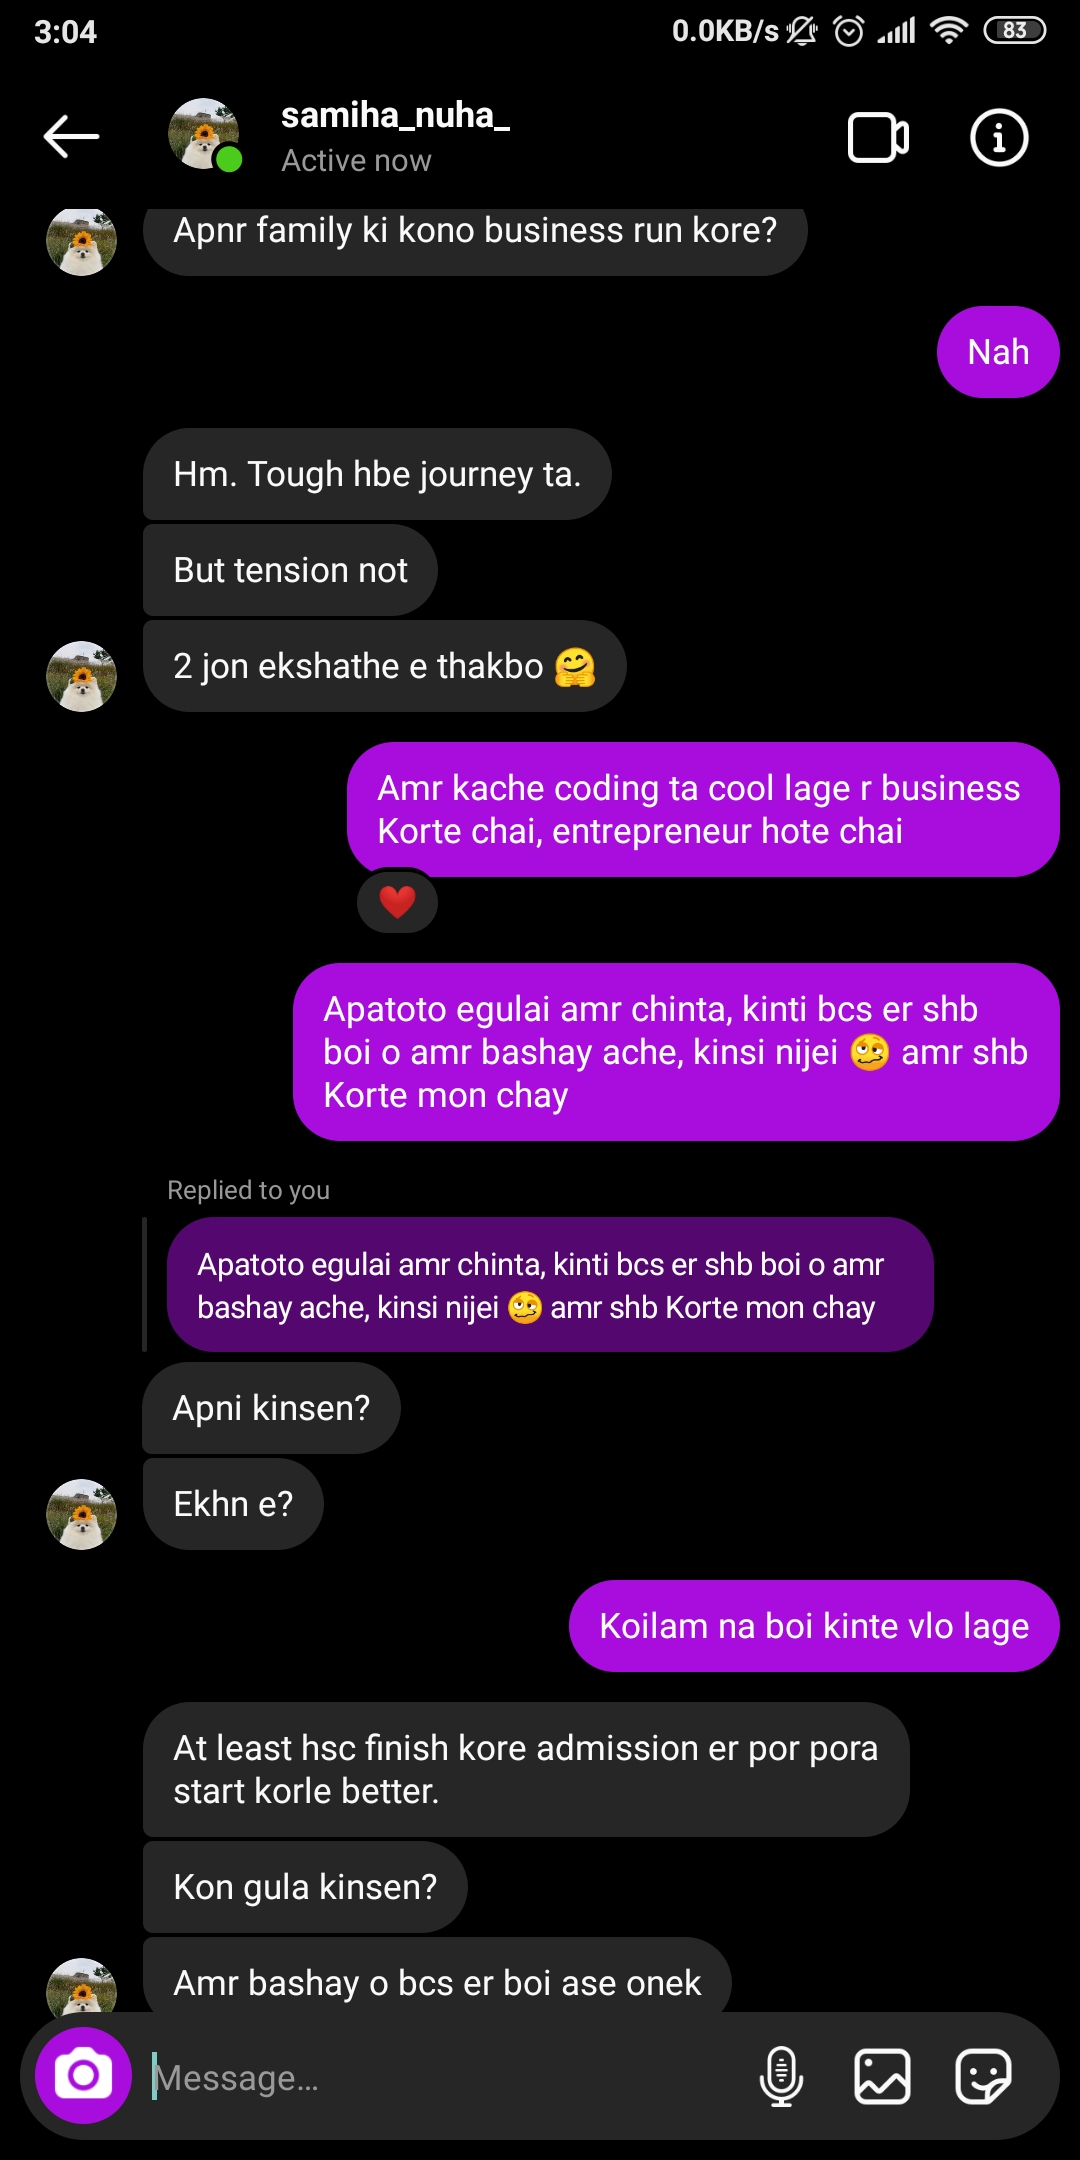 3:04
0.0KB/s
83
samiha_nuha_
Active now
Apnr family ki kono business run kore?
Nah
Hm. Tough hbe journey ta.
But tension not
2 jon ekshathe e thakbo 🤗
Amr kache coding ta cool lage r business
Korte chai, entrepreneur hote chai
❤️
Apatoto egulai amr chinta, kinti bcs er shb
boi o amr bashay ache, kinsi nijei 🥴 amr shb
Korte mon chay
Replied to you
Apatoto egulai amr chinta, kinti bcs er shb boi o amr
bashay ache, kinsi nijei 🥴 amr shb Korte mon chay
Apni kinsen?
Ekhn e?
Koilam na boi kinte vlo lage
At least hsc finish kore admission er por pora
start korle better.
Kon gula kinsen?
Amr bashay o bcs er boi ase onek
Message...